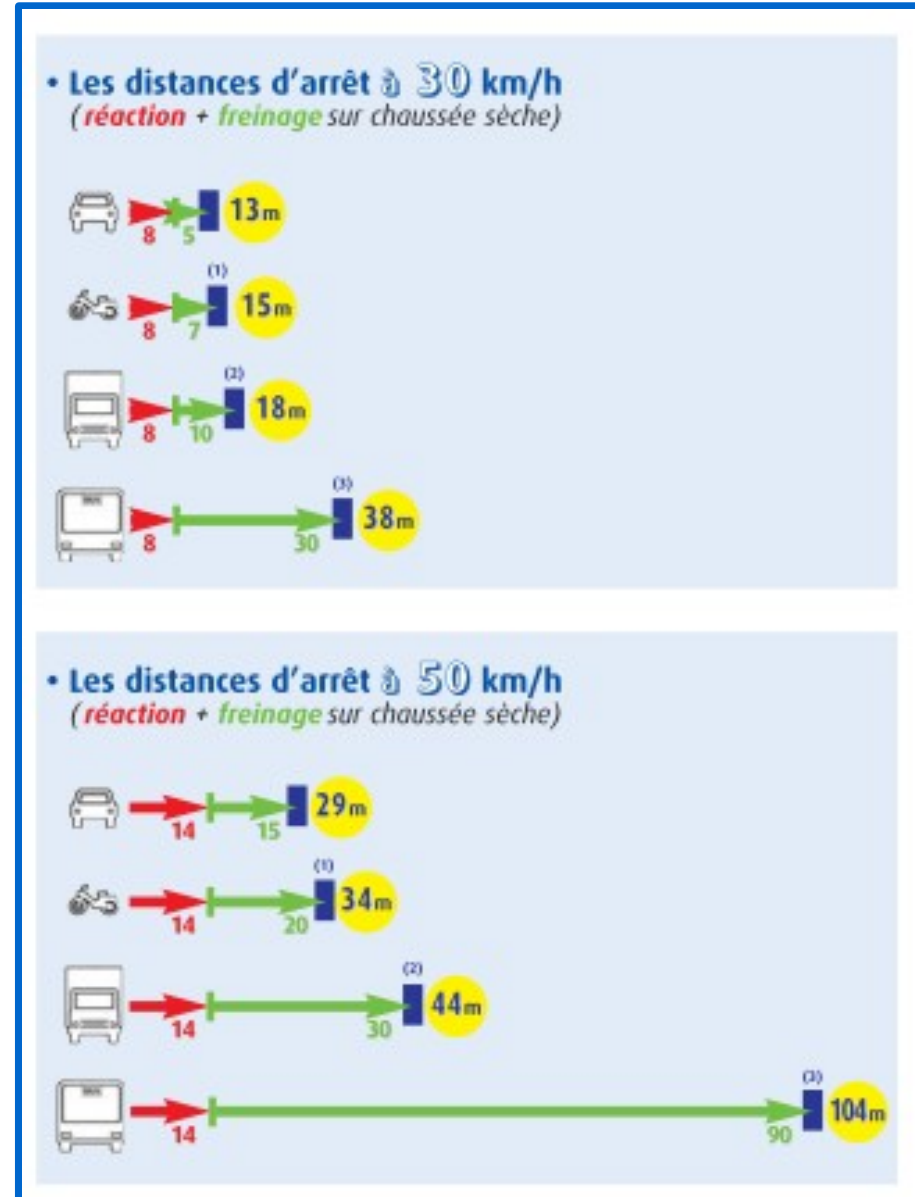 • Les distances d'arrêt à 30 km/h
(réaction + freinage sur chaussée sèche)
8 5 13m
(1)
8 7 15m
(2)
8 10 18m
(3)
8 30 38m
• Les distances d'arrêt à 50 km/h
(réaction + freinage sur chaussée sèche)
14 15 29m
(1)
14 20 34m
(2)
14 30 44m
(3)
14 90 104m